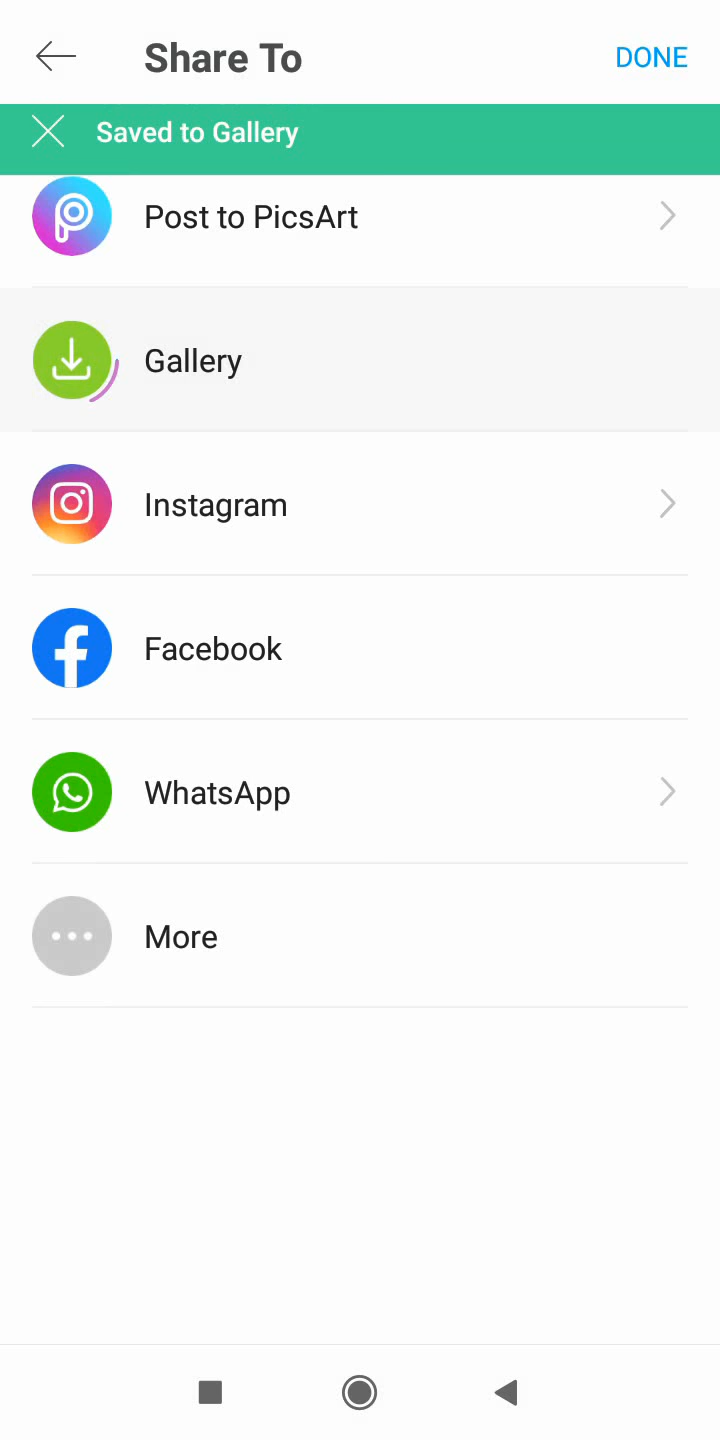 Share To
DONE
Saved to Gallery
Post to PicsArt
Gallery
Instagram
Facebook
WhatsApp
More